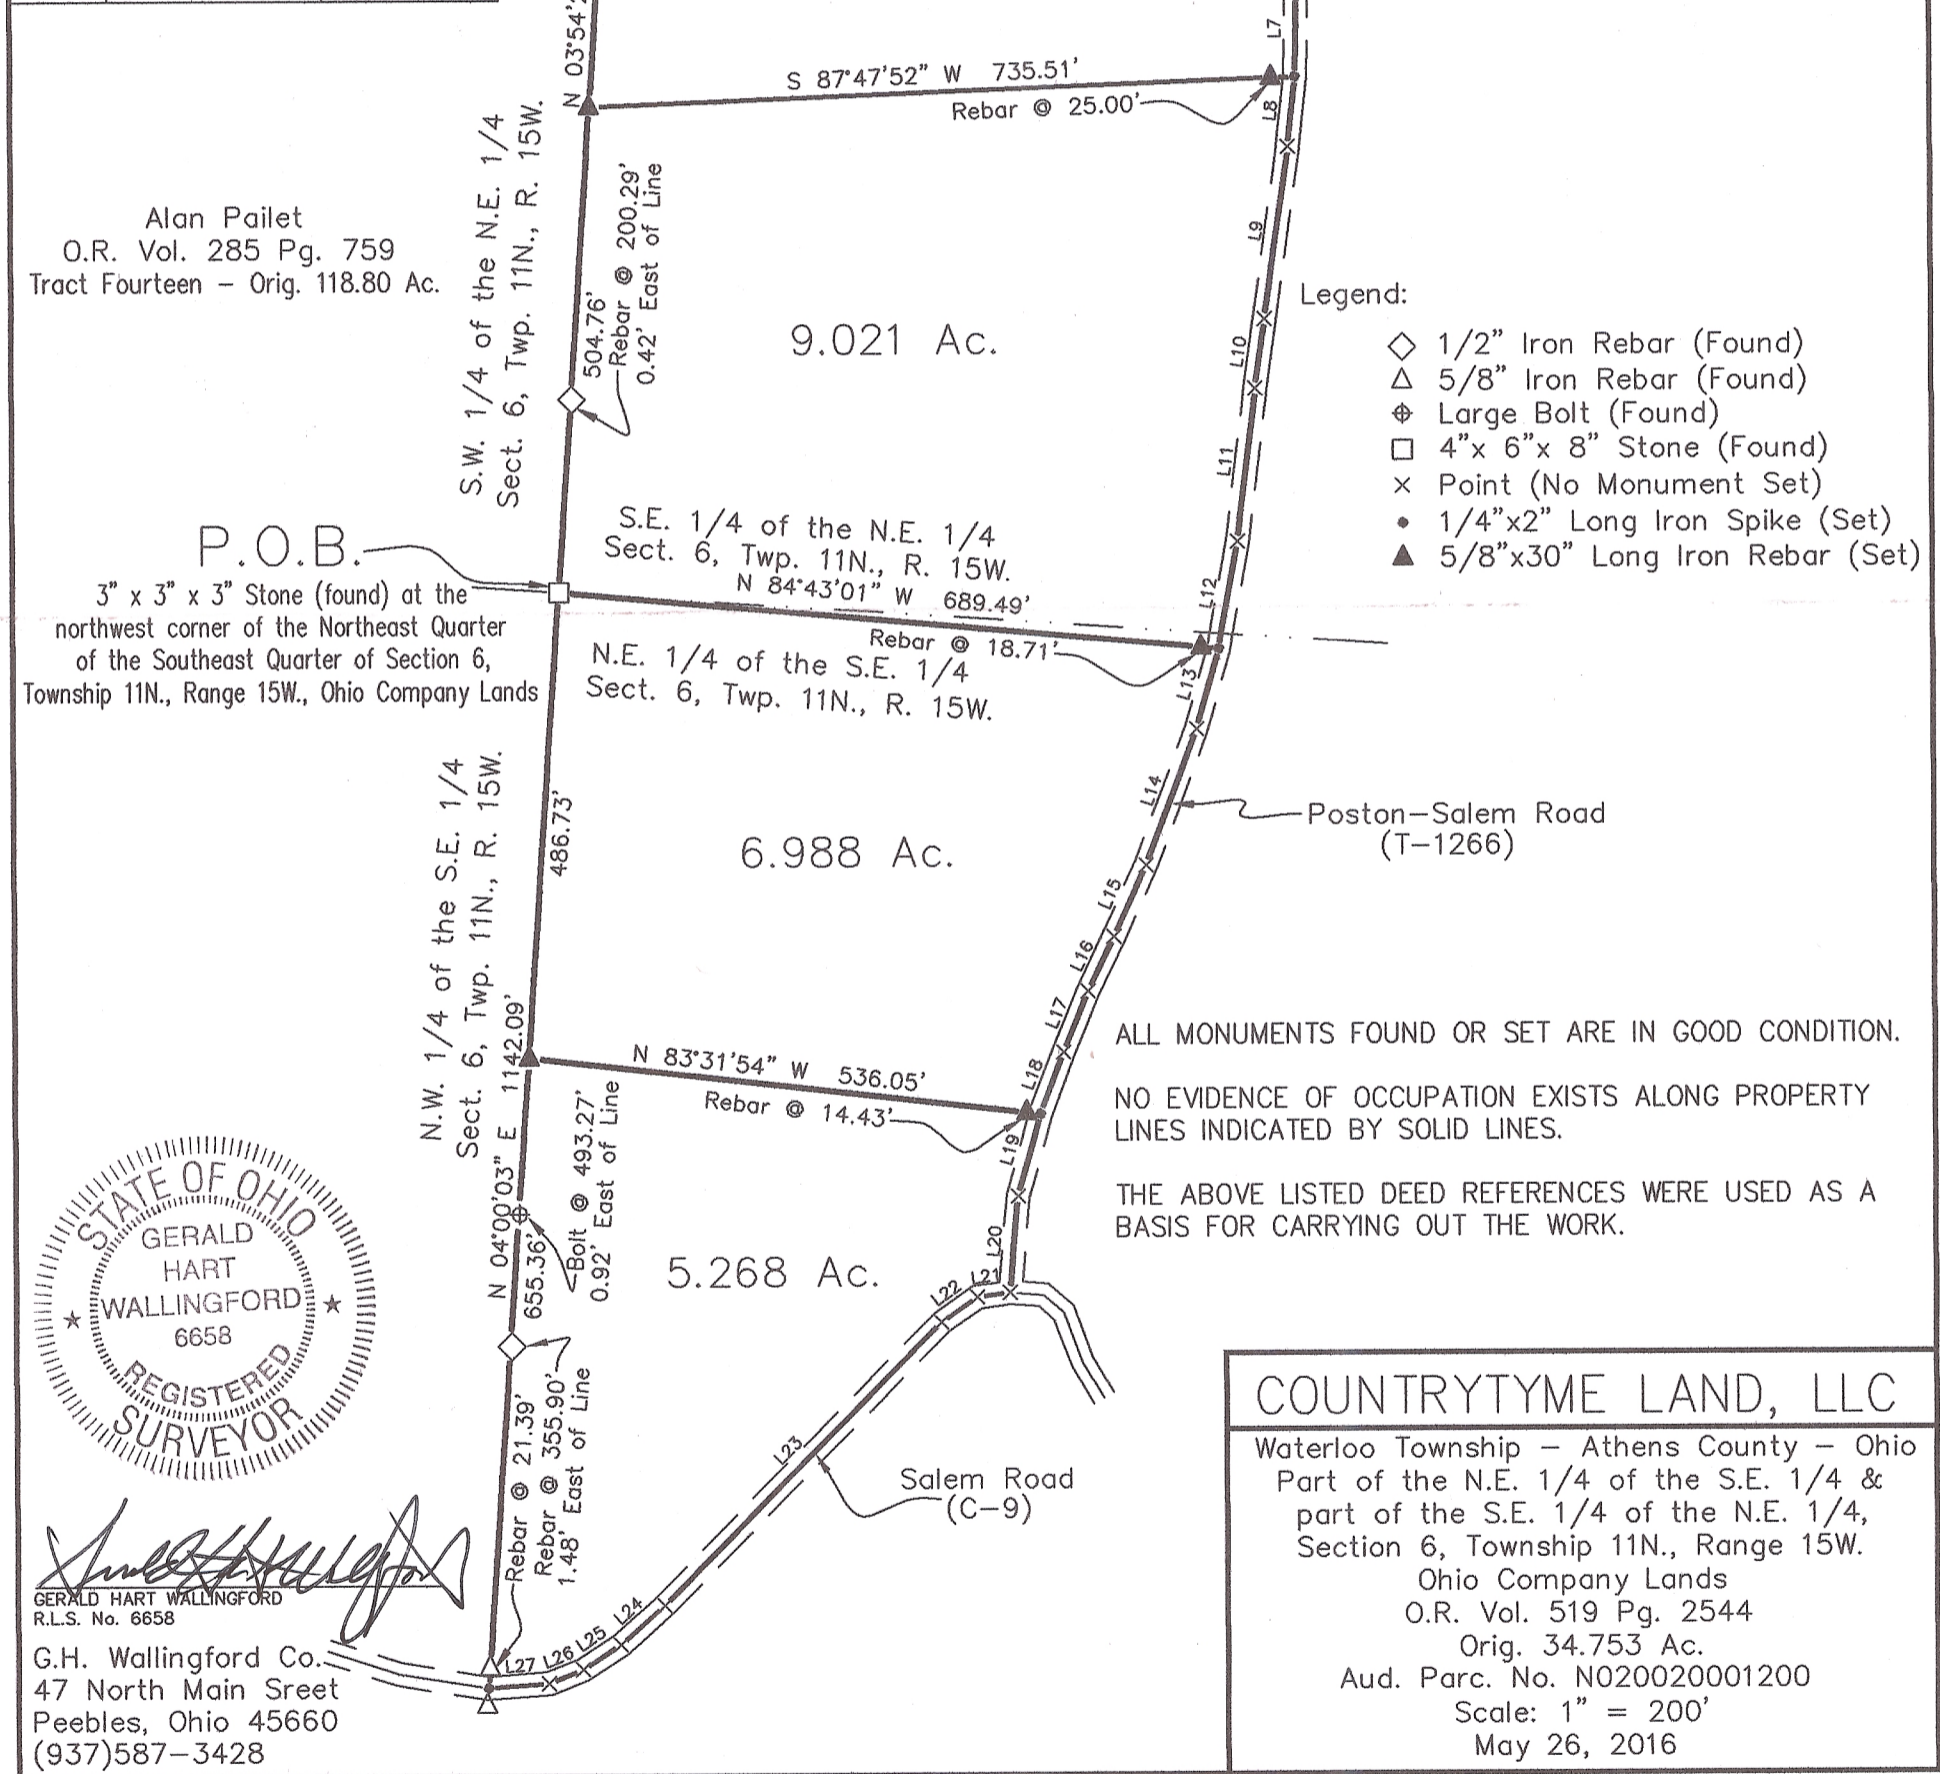 N 03°54'
L7
S 87°47'52" W 735.51'
Rebar @ 25.00'
L8
S.W. 1/4 of the N.E. 1/4
Sect. 6, Twp. 11N., R. 15W.
Alan Pailet
O.R. Vol. 285 Pg. 759
Tract Fourteen – Orig. 118.80 Ac.
504.76'
Rebar @ 200.29'
0.42' East of Line
9.021 Ac.
L9
L10
L11
L12
Legend:
1/2" Iron Rebar (Found)
5/8" Iron Rebar (Found)
Large Bolt (Found)
4"x 6"x 8" Stone (Found)
Point (No Monument Set)
1/4"x2" Long Iron Spike (Set)
5/8"x30" Long Iron Rebar (Set)
P.O.B.
3" x 3" x 3" Stone (found) at the
northwest corner of the Northeast Quarter
of the Southeast Quarter of Section 6,
Township 11N., Range 15W., Ohio Company Lands
S.E. 1/4 of the N.E. 1/4
Sect. 6, Twp. 11N., R. 15W.
N 84°43'01" W 689.49'
Rebar @ 18.71'
N.E. 1/4 of the S.E. 1/4
Sect. 6, Twp. 11N., R. 15W.
L13
L14
L15
L16
L17
L18
Poston–Salem Road
(T–1266)
N.W. 1/4 of the S.E. 1/4
Sect. 6, Twp. 11N., R. 15W.
486.73'
6.988 Ac.
N 04°00'03" E 1142.09'
N 83°31'54" W 536.05'
Rebar @ 14.43'
L19
L20
L21
L22
L23
L24
L25
L26
L27
655.36'
Bolt @ 493.27'
0.92' East of Line
5.268 Ac.
Rebar @ 21.39'
Rebar @ 355.90'
1.48' East of Line
Salem Road
(C–9)
ALL MONUMENTS FOUND OR SET ARE IN GOOD CONDITION.
NO EVIDENCE OF OCCUPATION EXISTS ALONG PROPERTY
LINES INDICATED BY SOLID LINES.
THE ABOVE LISTED DEED REFERENCES WERE USED AS A
BASIS FOR CARRYING OUT THE WORK.
STATE OF OHIO
GERALD
HART
WALLINGFORD
6658
REGISTERED
SURVEYOR
GERALD HART WALLINGFORD
R.L.S. No. 6658
G.H. Wallingford Co.
47 North Main Sreet
Peebles, Ohio 45660
(937)587–3428
COUNTRYTYME LAND, LLC
Waterloo Township – Athens County – Ohio
Part of the N.E. 1/4 of the S.E. 1/4 &
part of the S.E. 1/4 of the N.E. 1/4,
Section 6, Township 11N., Range 15W.
Ohio Company Lands
O.R. Vol. 519 Pg. 2544
Orig. 34.753 Ac.
Aud. Parc. No. N020020001200
Scale: 1" = 200'
May 26, 2016